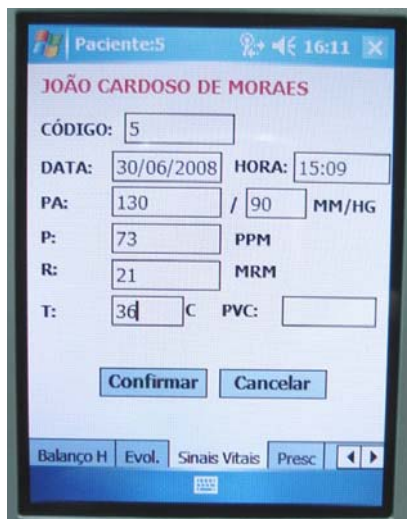 Paciente:5 16:11
JOÃO CARDOSO DE MORAES
CÓDIGO: 5
DATA: 30/06/2008 HORA: 15:09
PA: 130 / 90 MM/HG
P: 73 PPM
R: 21 MRM
T: 36 C PVC:
Confirmar Cancelar
Balanço H Evol. Sinais Vitais Presc